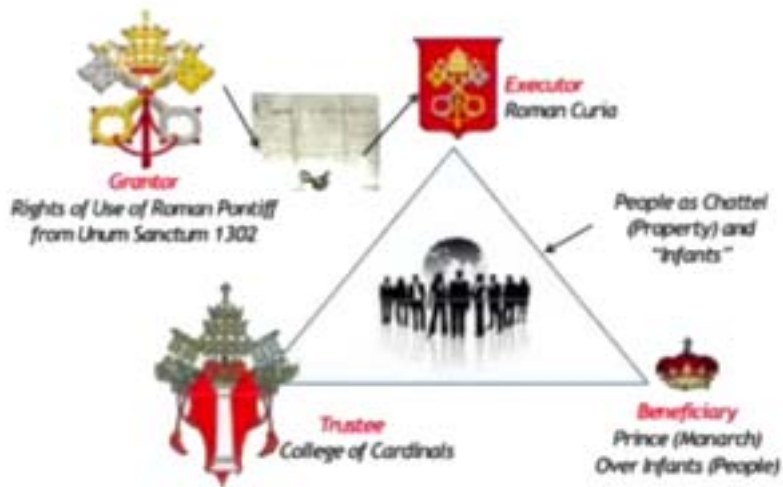 Grantor
Rights of Use of Roman Pontiff
from Unum Sanctum 1302
Executor
Roman Curia
People as Chattel
(Property) and
"Infants"
Trustee
College of Cardinals
Beneficiary
Prince (Monarch)
Over Infants (People)